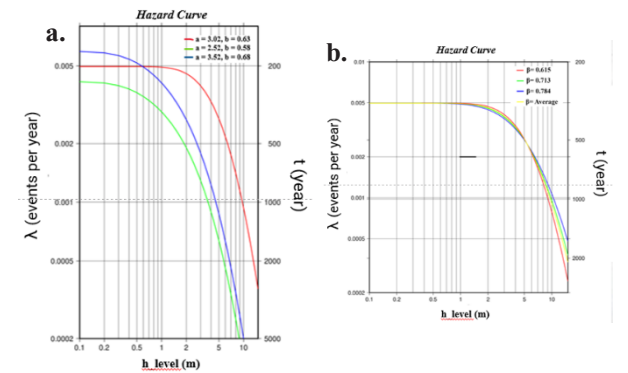 a.
Hazard Curve
a = 3.02, b = 0.63
a = 2.52, b = 0.58
a = 3.52, b = 0.68
0.005
0.002
0.001
0.0005
0.0002
λ (events per year)
200
500
1000
2000
5000
t (year)
0.1 0.2 0.5 1 2 5 10
h_level (m)
b.
Hazard Curve
β= 0.615
β= 0.713
β= 0.784
β= Average
0.01
0.005
0.002
0.001
0.0005
0.0002
λ (events per year)
200
500
1000
2000
t (year)
0.1 0.2 0.5 1 2 5 10
h_level (m)